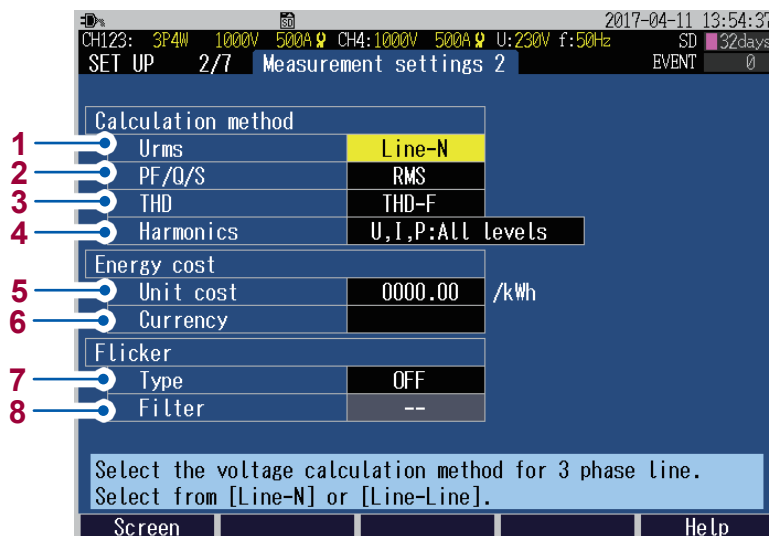 SD 2017-04-11 13:54:37
CH123: 3P4W 1000V 500A CH4:1000V 500A U:230V f:50Hz SD 32days
SET UP 2/7 Measurement settings 2 EVENT 0
Calculation method
1 Urms Line-N
2 PF/Q/S RMS
3 THD THD-F
4 Harmonics U,I,P:All levels
Energy cost
5 Unit cost 0000.00 /kWh
6 Currency
Flicker
7 Type OFF
8 Filter --
Select the voltage calculation method for 3 phase line.
Select from [Line-N] or [Line-Line].
Screen Help